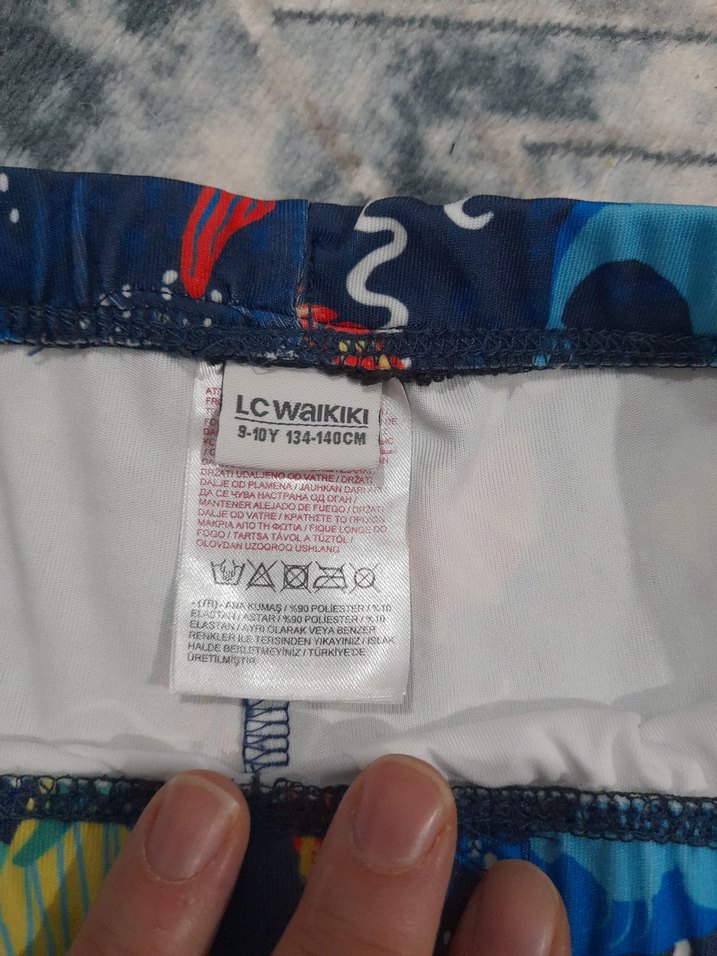 LC WAIKIKI
9-10Y 134-140CM
DRŽATI UDALJENO OD VATRE / DRŽATI
DALJE OD PLAMENA / JAUHKAN DARI API
ДА СЕ ЧУВА НАСТРАНА ОД ОГАН /
MANTENER ALEJADO DE FUEGO / DRŽATI
DALJE OD VATRE / ΚΡΑΤΗΣΤΕ ΤΟ ΠΡΟΙΟΝ
ΜΑΚΡΙΑ ΑΠΟ ΤΗ ΦΩΤΙΑ / FIQUE LONGE DO
FOGO / TARTSA TÁVOL A TŰZTŐL /
OLOVDAN UZOQROQ USHLANG
- (TR) - ANA KUMAŞ / %90 POLİESTER / %10
ELASTAN / ASTAR / %90 POLİESTER / %10
ELASTAN / AYRI OLARAK VEYA BENZER
RENKLER İLE TERSİNDEN YIKAYINIZ / ISLAK
HALDE BEKLETMEYİNİZ / TÜRKİYE'DE
ÜRETİLMİŞTİR